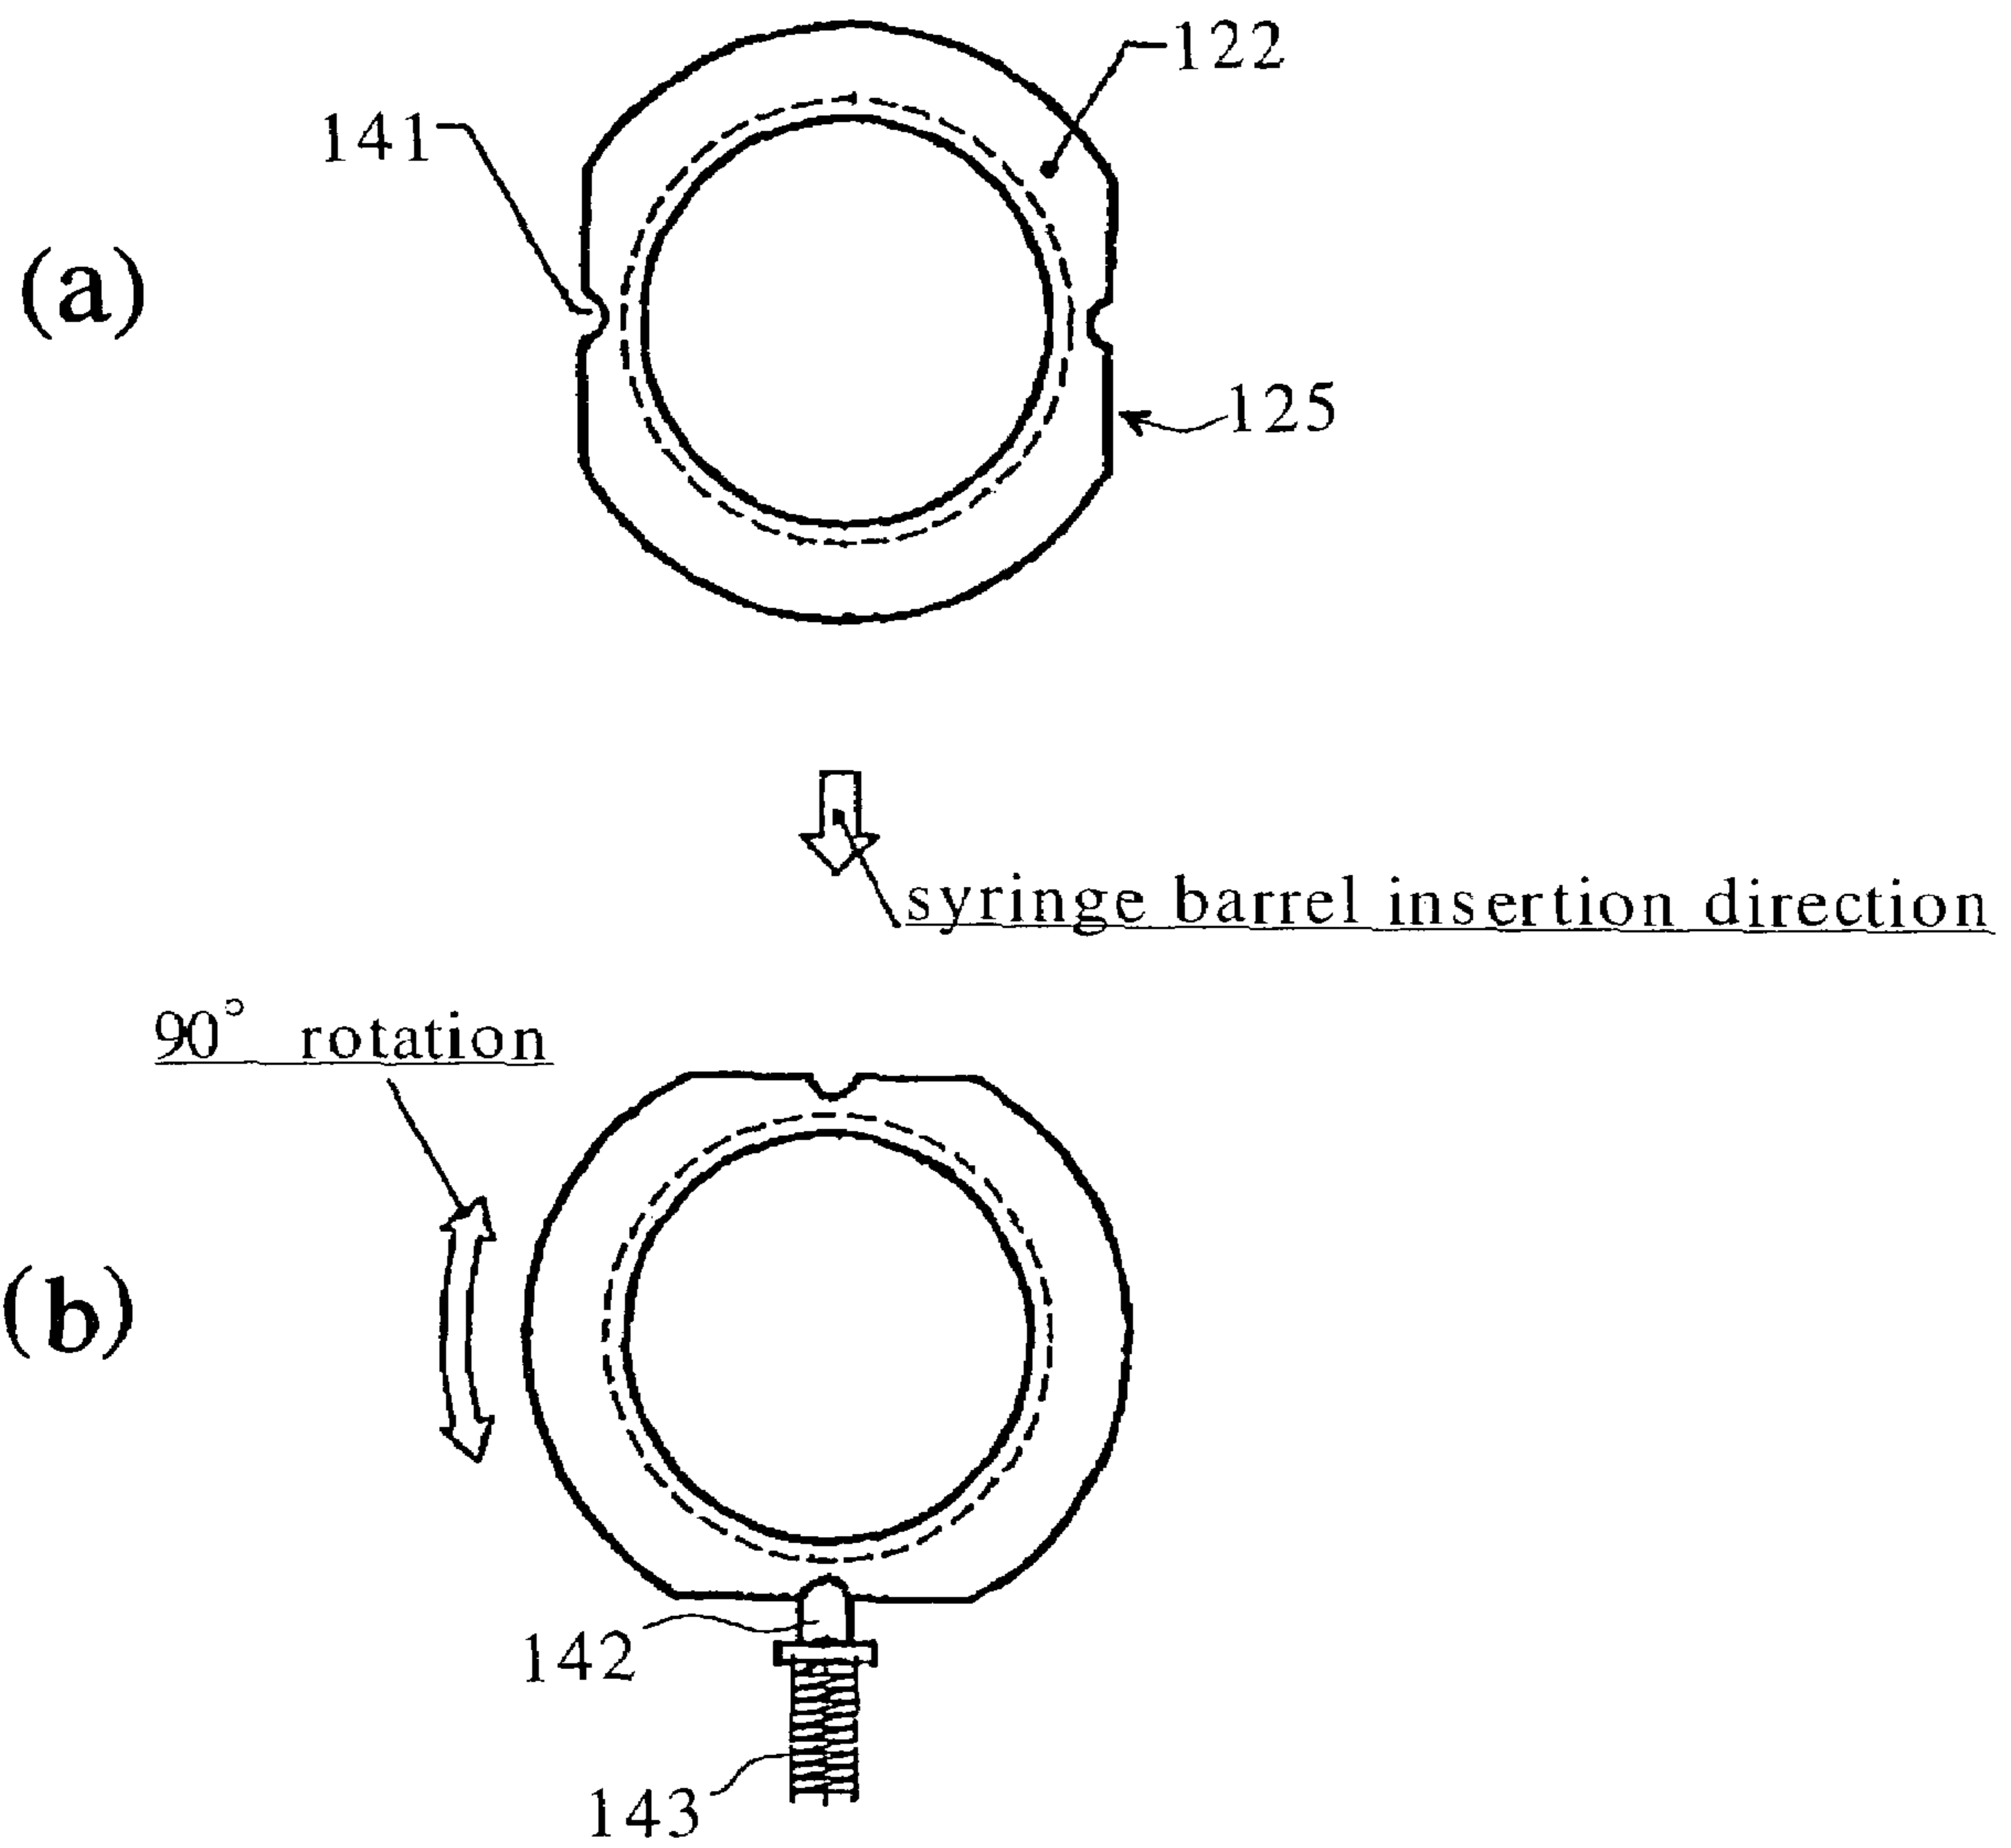 122
141
(a)
125
syringe barrel insertion direction
90° rotation
(b)
142
143